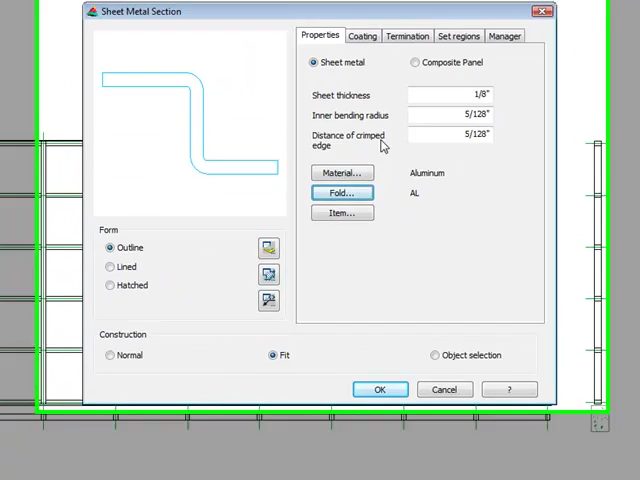 Sheet Metal Section
Properties Coating Termination Set regions Manager
Sheet metal Composite Panel
Sheet thickness 1/8"
Inner bending radius 5/128"
Distance of crimped edge 5/128"
Material... Aluminum
Fold... AL
Item...
Form
Outline
Lined
Hatched
Construction
Normal Fit Object selection
OK Cancel ?